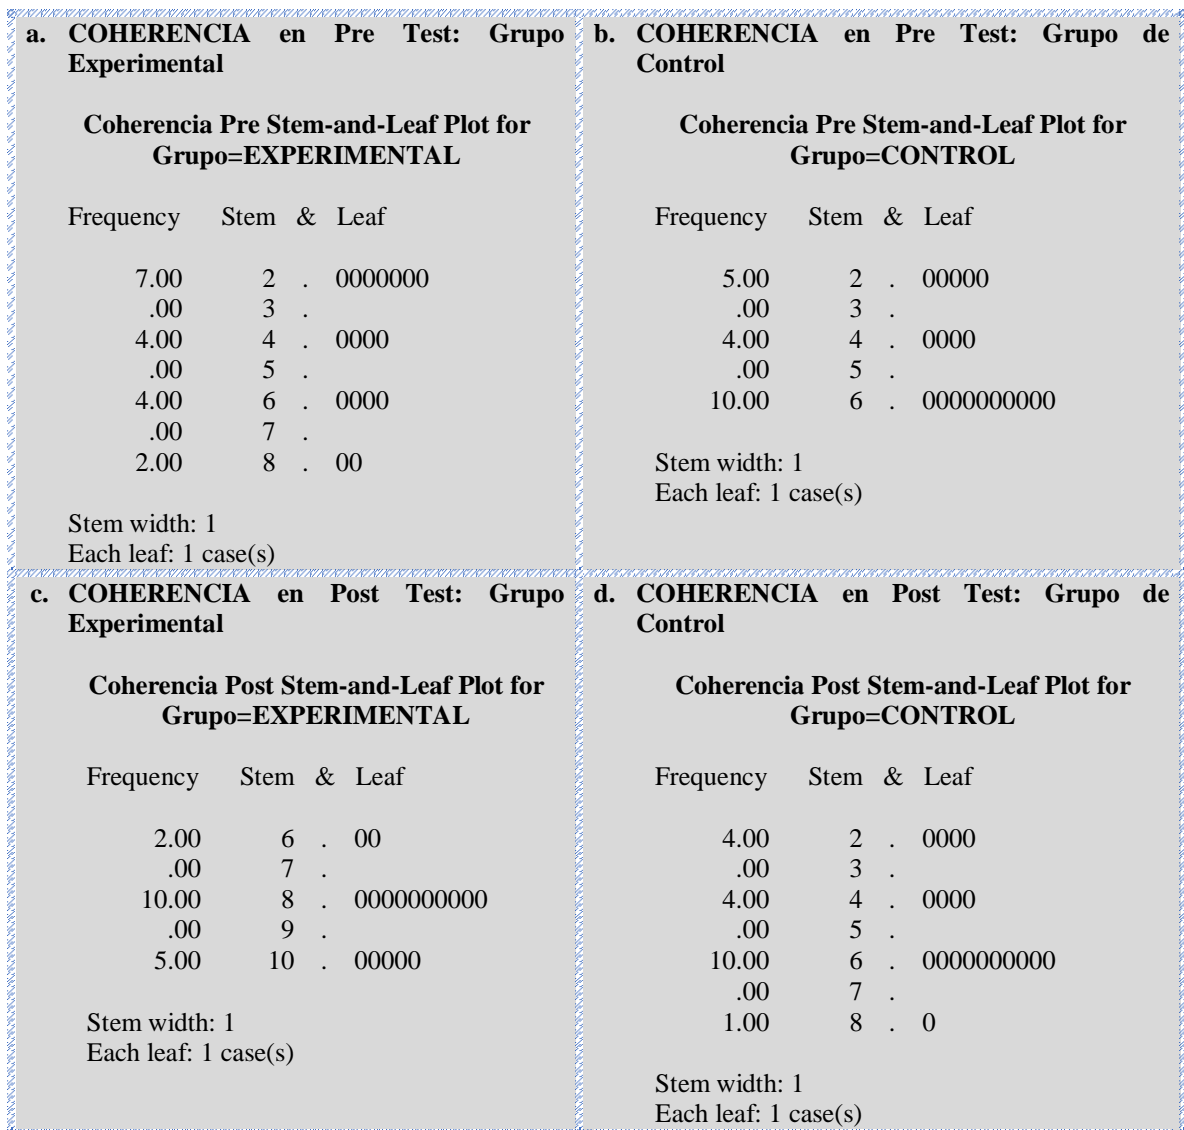 a. COHERENCIA en Pre Test: Grupo
Experimental
Coherencia Pre Stem-and-Leaf Plot for
Grupo=EXPERIMENTAL
Frequency Stem & Leaf
7.00 2 . 0000000
.00 3 .
4.00 4 . 0000
.00 5 .
4.00 6 . 0000
.00 7 .
2.00 8 . 00
Stem width: 1
Each leaf: 1 case(s)
b. COHERENCIA en Pre Test: Grupo de
Control
Coherencia Pre Stem-and-Leaf Plot for
Grupo=CONTROL
Frequency Stem & Leaf
5.00 2 . 00000
.00 3 .
4.00 4 . 0000
.00 5 .
10.00 6 . 0000000000
Stem width: 1
Each leaf: 1 case(s)
c. COHERENCIA en Post Test: Grupo
Experimental
Coherencia Post Stem-and-Leaf Plot for
Grupo=EXPERIMENTAL
Frequency Stem & Leaf
2.00 6 . 00
.00 7 .
10.00 8 . 0000000000
.00 9 .
5.00 10 . 00000
Stem width: 1
Each leaf: 1 case(s)
d. COHERENCIA en Post Test: Grupo de
Control
Coherencia Post Stem-and-Leaf Plot for
Grupo=CONTROL
Frequency Stem & Leaf
4.00 2 . 0000
.00 3 .
4.00 4 . 0000
.00 5 .
10.00 6 . 0000000000
.00 7 .
1.00 8 . 0
Stem width: 1
Each leaf: 1 case(s)